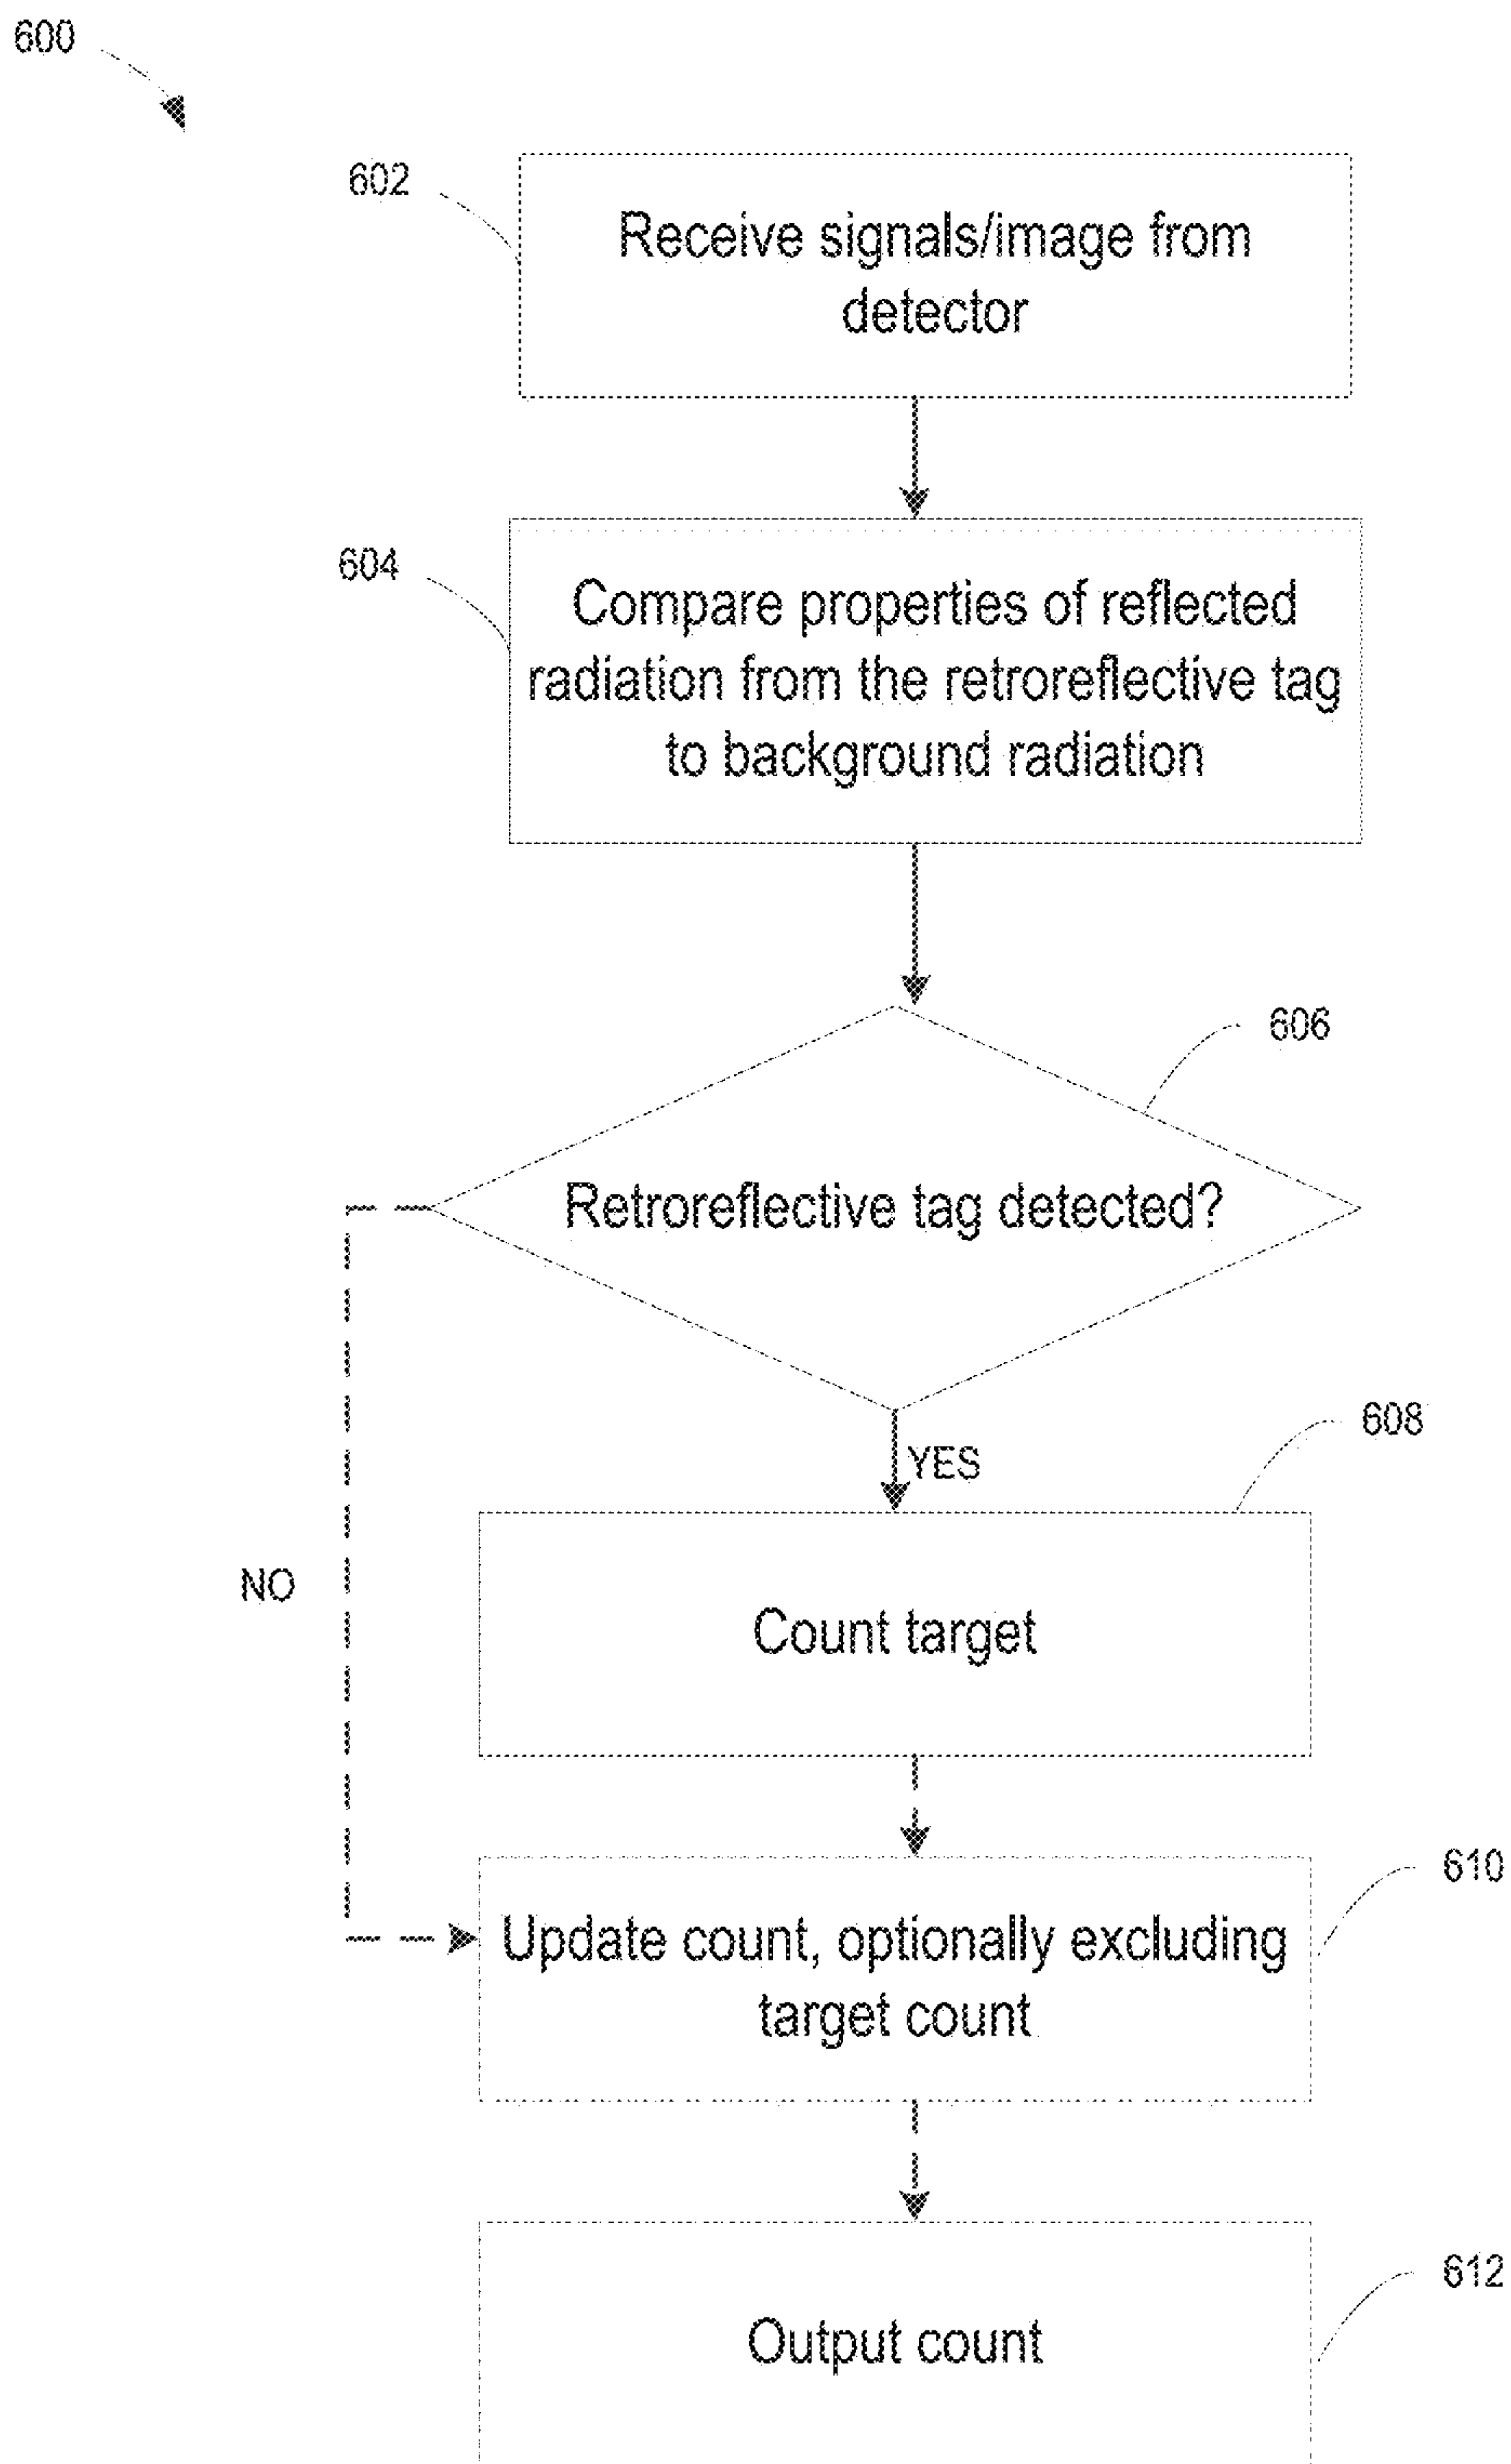 600
602
Receive signals/image from
detector
604
Compare properties of reflected
radiation from the retroreflective tag
to background radiation
606
Retroreflective tag detected?
608
YES
NO
Count target
610
Update count, optionally excluding
target count
612
Output count